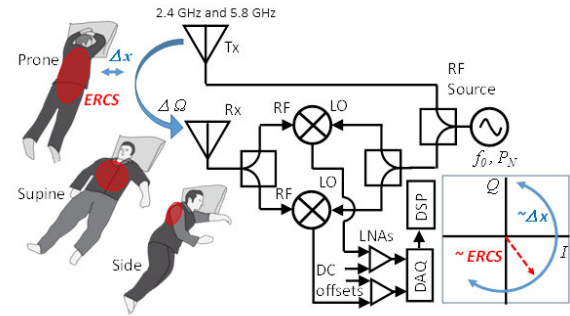 2.4 GHz and 5.8 GHz
Tx
Prone
Δx
ERCS
ΔΩ
Rx
RF
LO
RF
Source
f₀, P_N
Supine
RF
LO
Side
LNAs
DC
offsets
DAQ
DSP
Q
~Δx
I
~ERCS